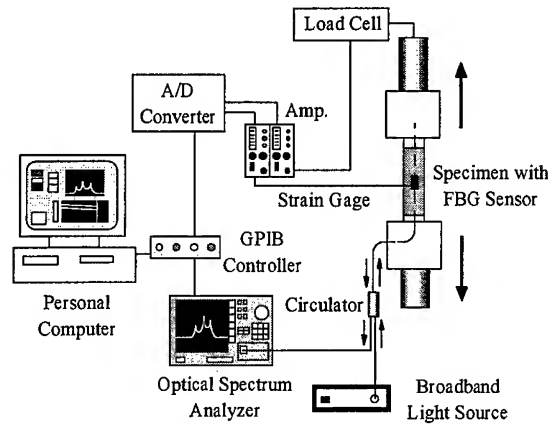 Load Cell
A/D
Converter
Amp.
Specimen with
FBG Sensor
Strain Gage
GPIB
Controller
Circulator
Personal
Computer
Optical Spectrum
Analyzer
Broadband
Light Source